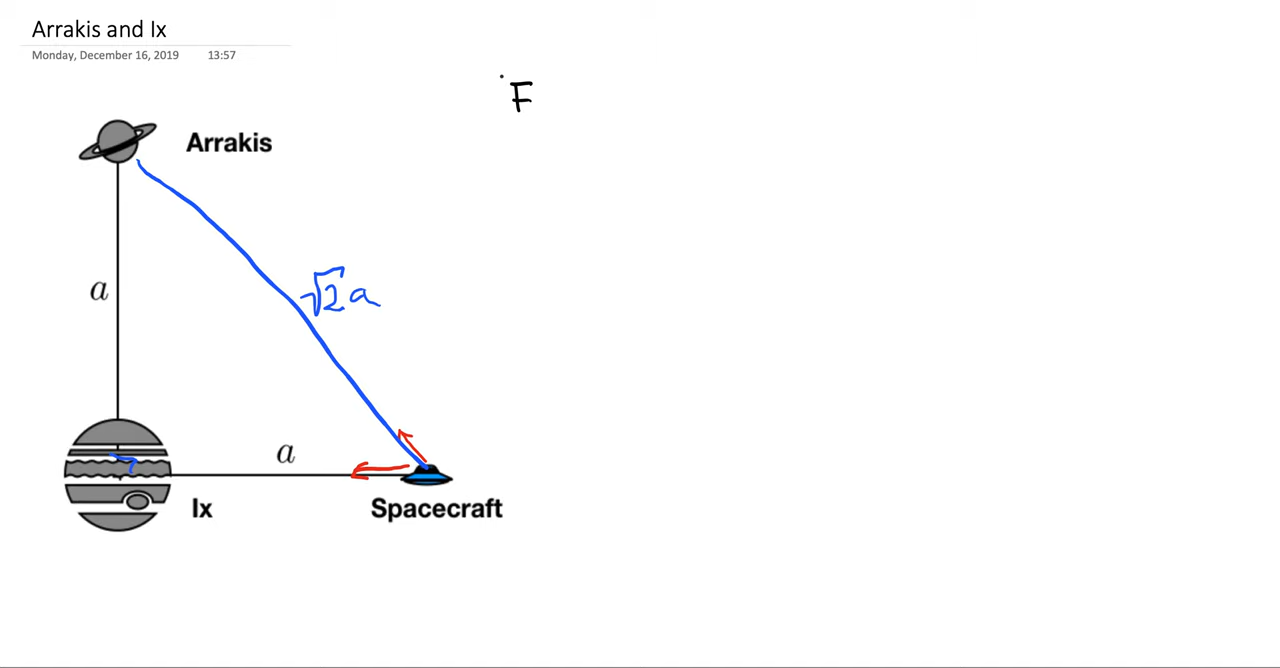 Arrakis and Ix
Monday, December 16, 2019 13:57
F
Arrakis
a
√2 a
a
Ix
Spacecraft